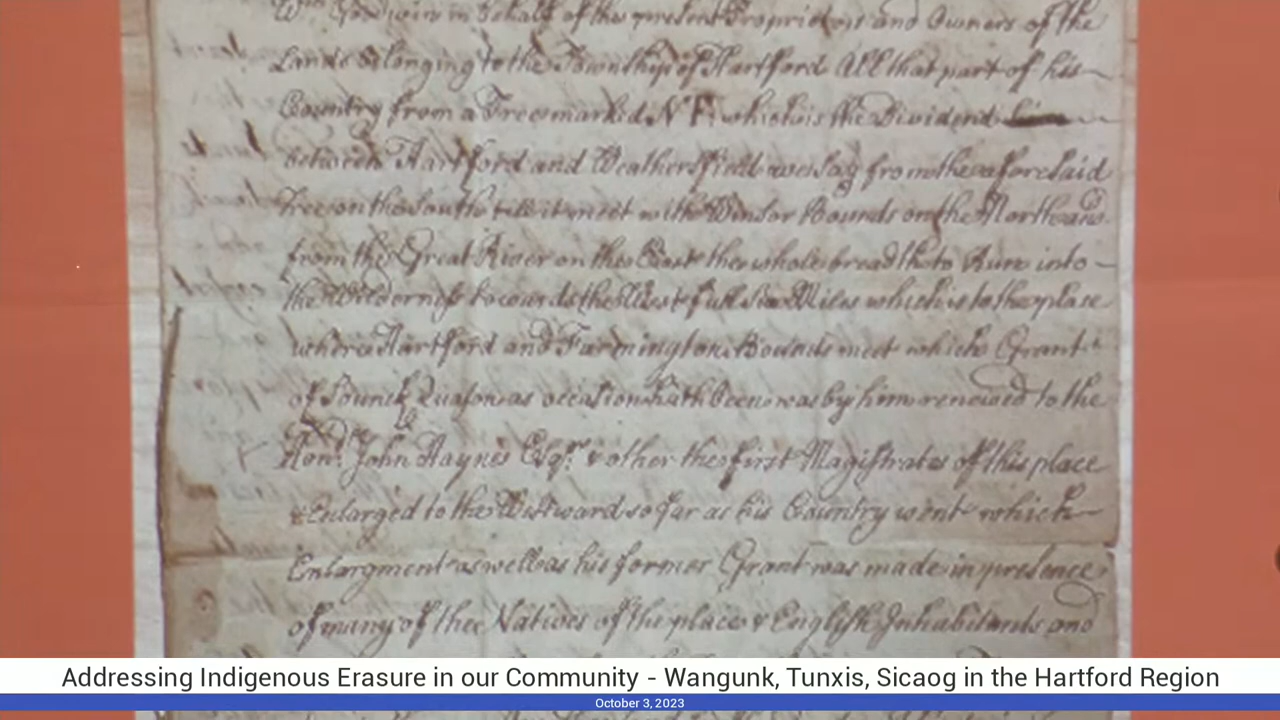 Wm Goodwin in behalf of the present Proprietors and Owners of the
Lands belonging to the Township of Hartford All that part of his
Country from a Tree marked N F which is the Dividend
between Hartford and Weathersfield from the aforesaid
Tree on the South till it meet with Windsor Bounds on the North and
from the Great River on the East the whole breadth to Run into
the Wilderness towards the West full Six Miles which is to the place
where Hartford and Farmington Bounds meet which Grant
of Sounck Quason as occasion hath been was by him renewed to the
Hond John Haynes Esqr & other the first Magistrates of this place
& Enlarged to the Westward so far as his Country went which
Enlargment as well as his former Grant was made in presence
of many of the Natives of the place & English Inhabitants and
Addressing Indigenous Erasure in our Community - Wangunk, Tunxis, Sicaog in the Hartford Region
October 3, 2023